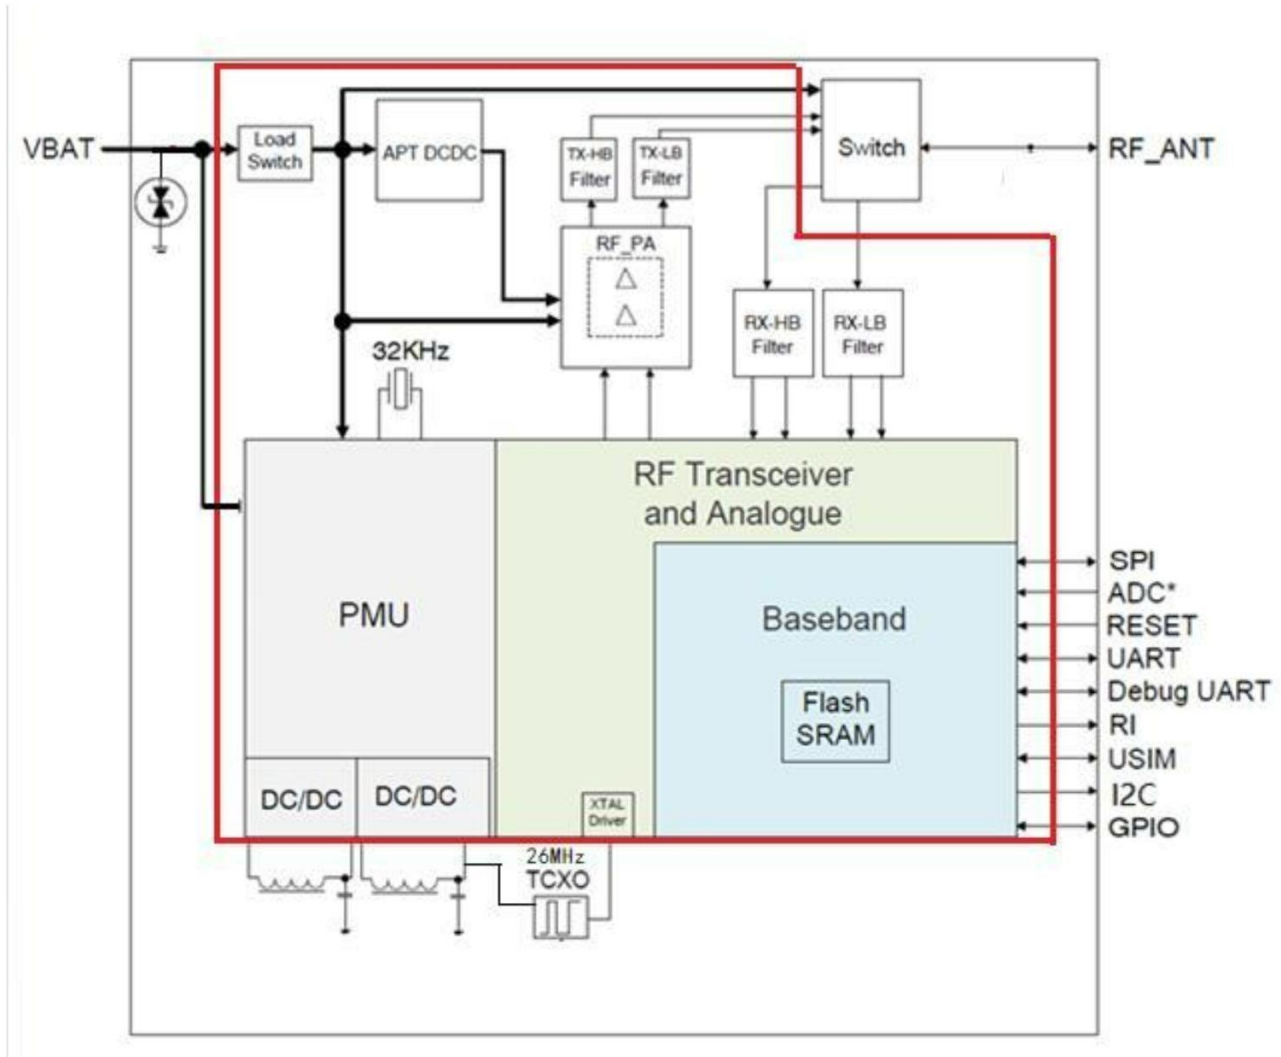 VBAT
Load
Switch
APT DCDC
TX-HB
Filter
TX-LB
Filter
Switch
RF_ANT
RF_PA
32KHz
RX-HB
Filter
RX-LB
Filter
RF Transceiver
and Analogue
PMU
Baseband
Flash
SRAM
SPI
ADC*
RESET
UART
Debug UART
RI
USIM
I2C
GPIO
DC/DC
DC/DC
XTAL
Driver
26MHz
TCXO